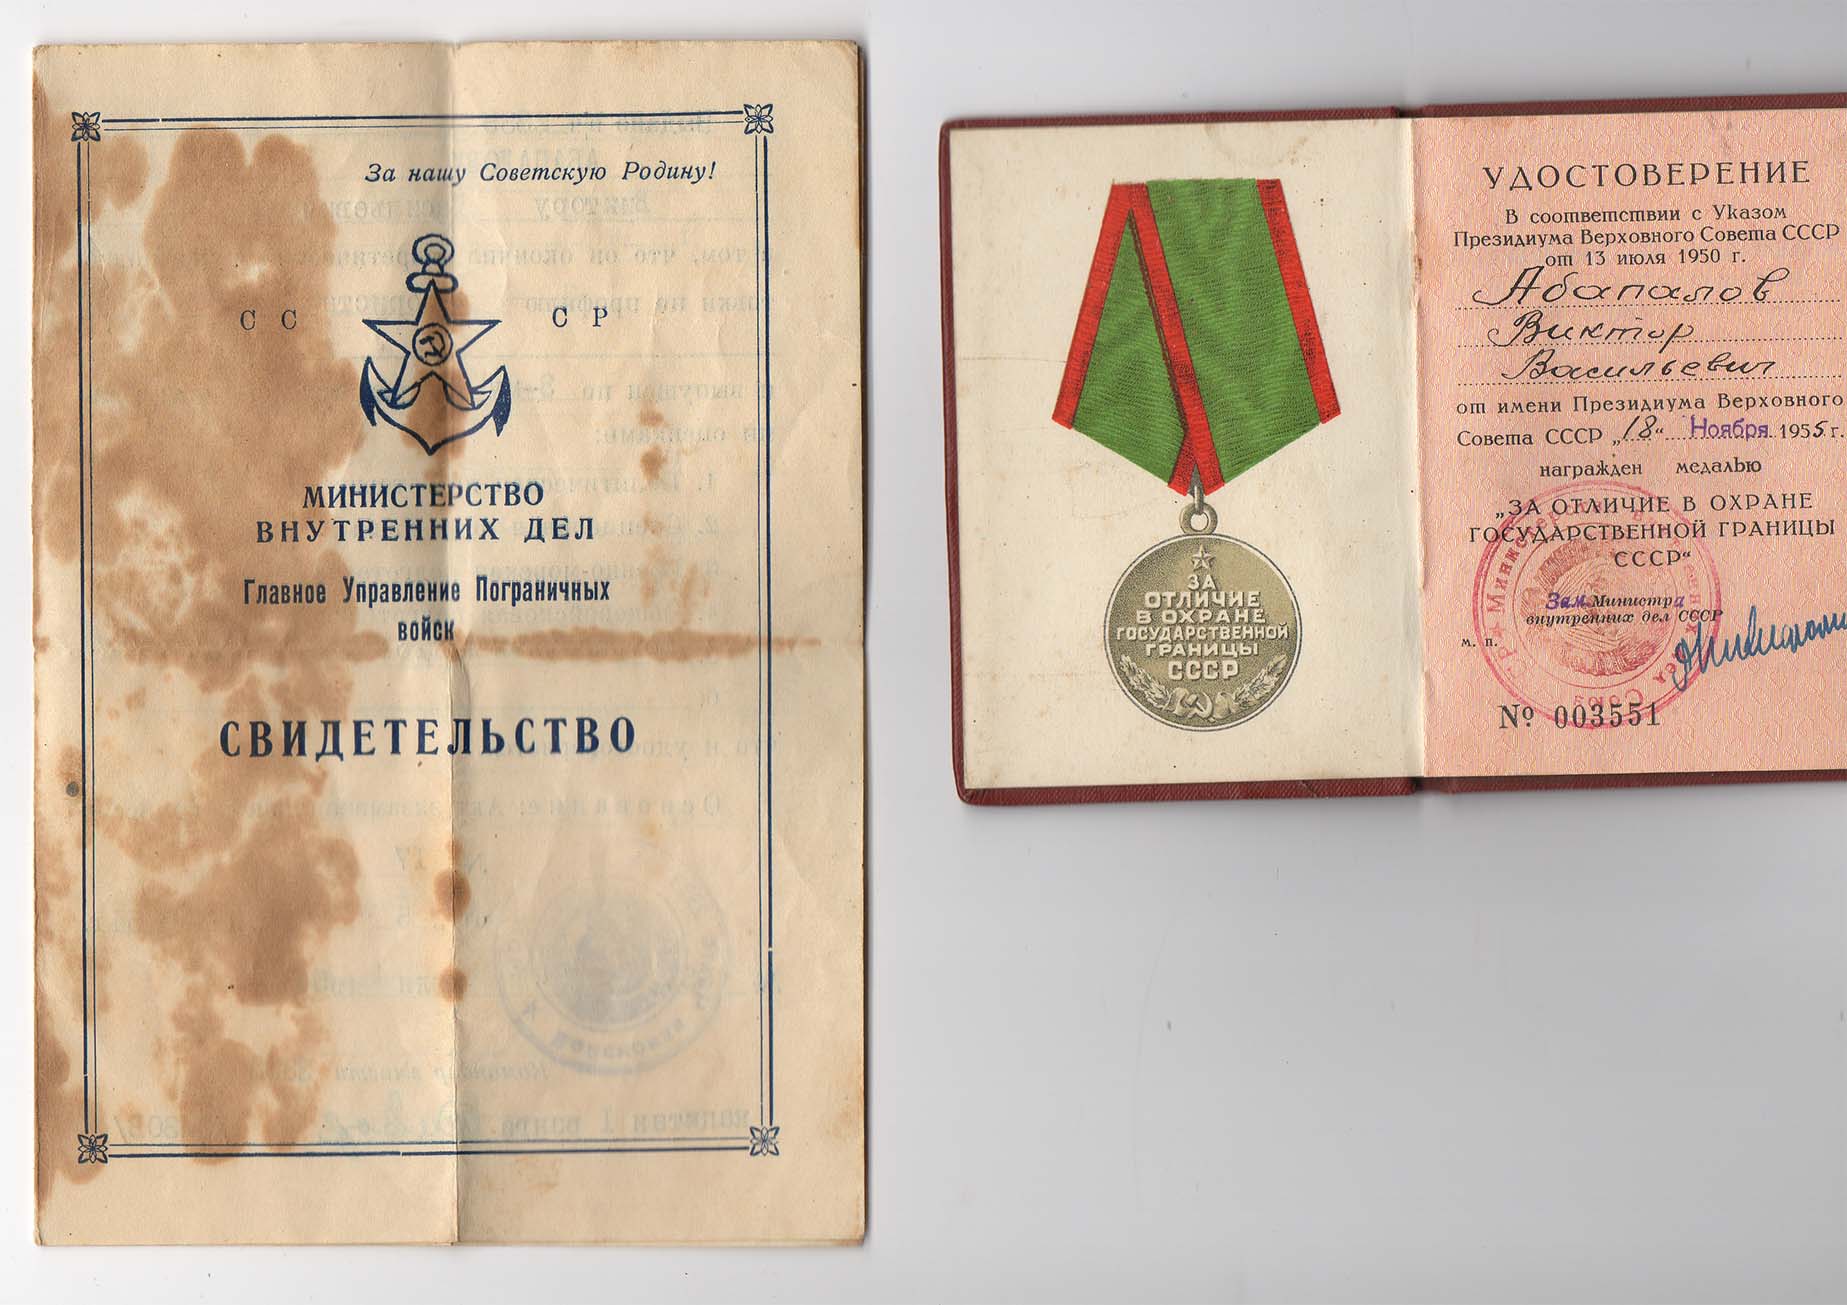 За нашу Советскую Родину!
СС СР
МИНИСТЕРСТВО
ВНУТРЕННИХ ДЕЛ
Главное Управление Пограничных
войск
СВИДЕТЕЛЬСТВО
ЗА
ОТЛИЧИЕ
В ОХРАНЕ
ГОСУДАРСТВЕННОЙ
ГРАНИЦЫ
СССР
УДОСТОВЕРЕНИЕ
В соответствии с Указом
Президиума Верховного Совета СССР
от 13 июля 1950 г.
Абапалов
Виктор
Васильевич
от имени Президиума Верховного
Совета СССР „18“ Ноября 1955 г.
награжден медалью
„ЗА ОТЛИЧИЕ В ОХРАНЕ
ГОСУДАРСТВЕННОЙ ГРАНИЦЫ
СССР“
Зам. Министра
внутренних дел СССР
м. п.
№ 003551